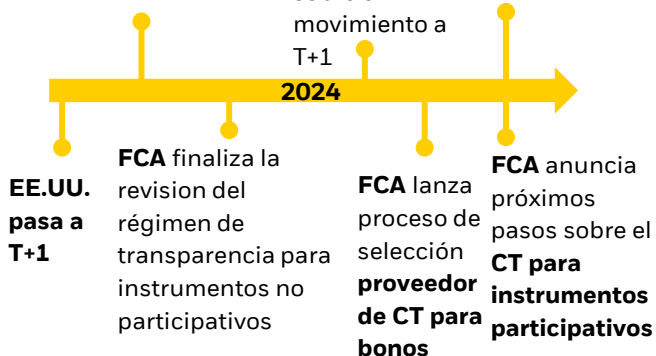 movimiento a
T+1
2024
EE.UU.
pasa a
T+1
FCA finaliza la
revision del
régimen de
transparencia para
instrumentos no
participativos
FCA lanza
proceso de
selección
proveedor
de CT para
bonos
FCA anuncia
próximos
pasos sobre el
CT para
instrumentos
participativos